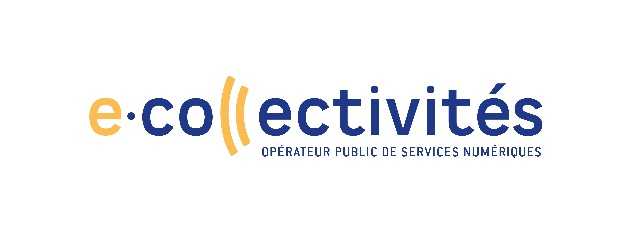 e·collectivités
OPÉRATEUR PUBLIC DE SERVICES NUMÉRIQUES